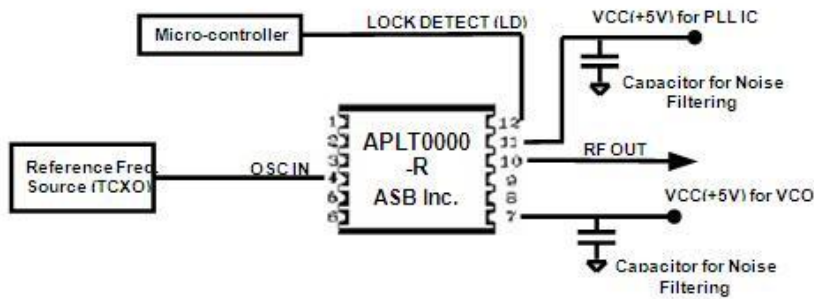 LOCK DETECT (LD)
VCC(+5V) for PLL IC
Micro-controller
Capacitor for Noise
Filtering
1
2
3
4
5
6
APLT0000
-R
ASB Inc.
12
11
10
9
8
7
RF OUT
Reference Freq.
Source (TCXO)
OSC IN
VCC(+5V) for VCO
Capacitor for Noise
Filtering